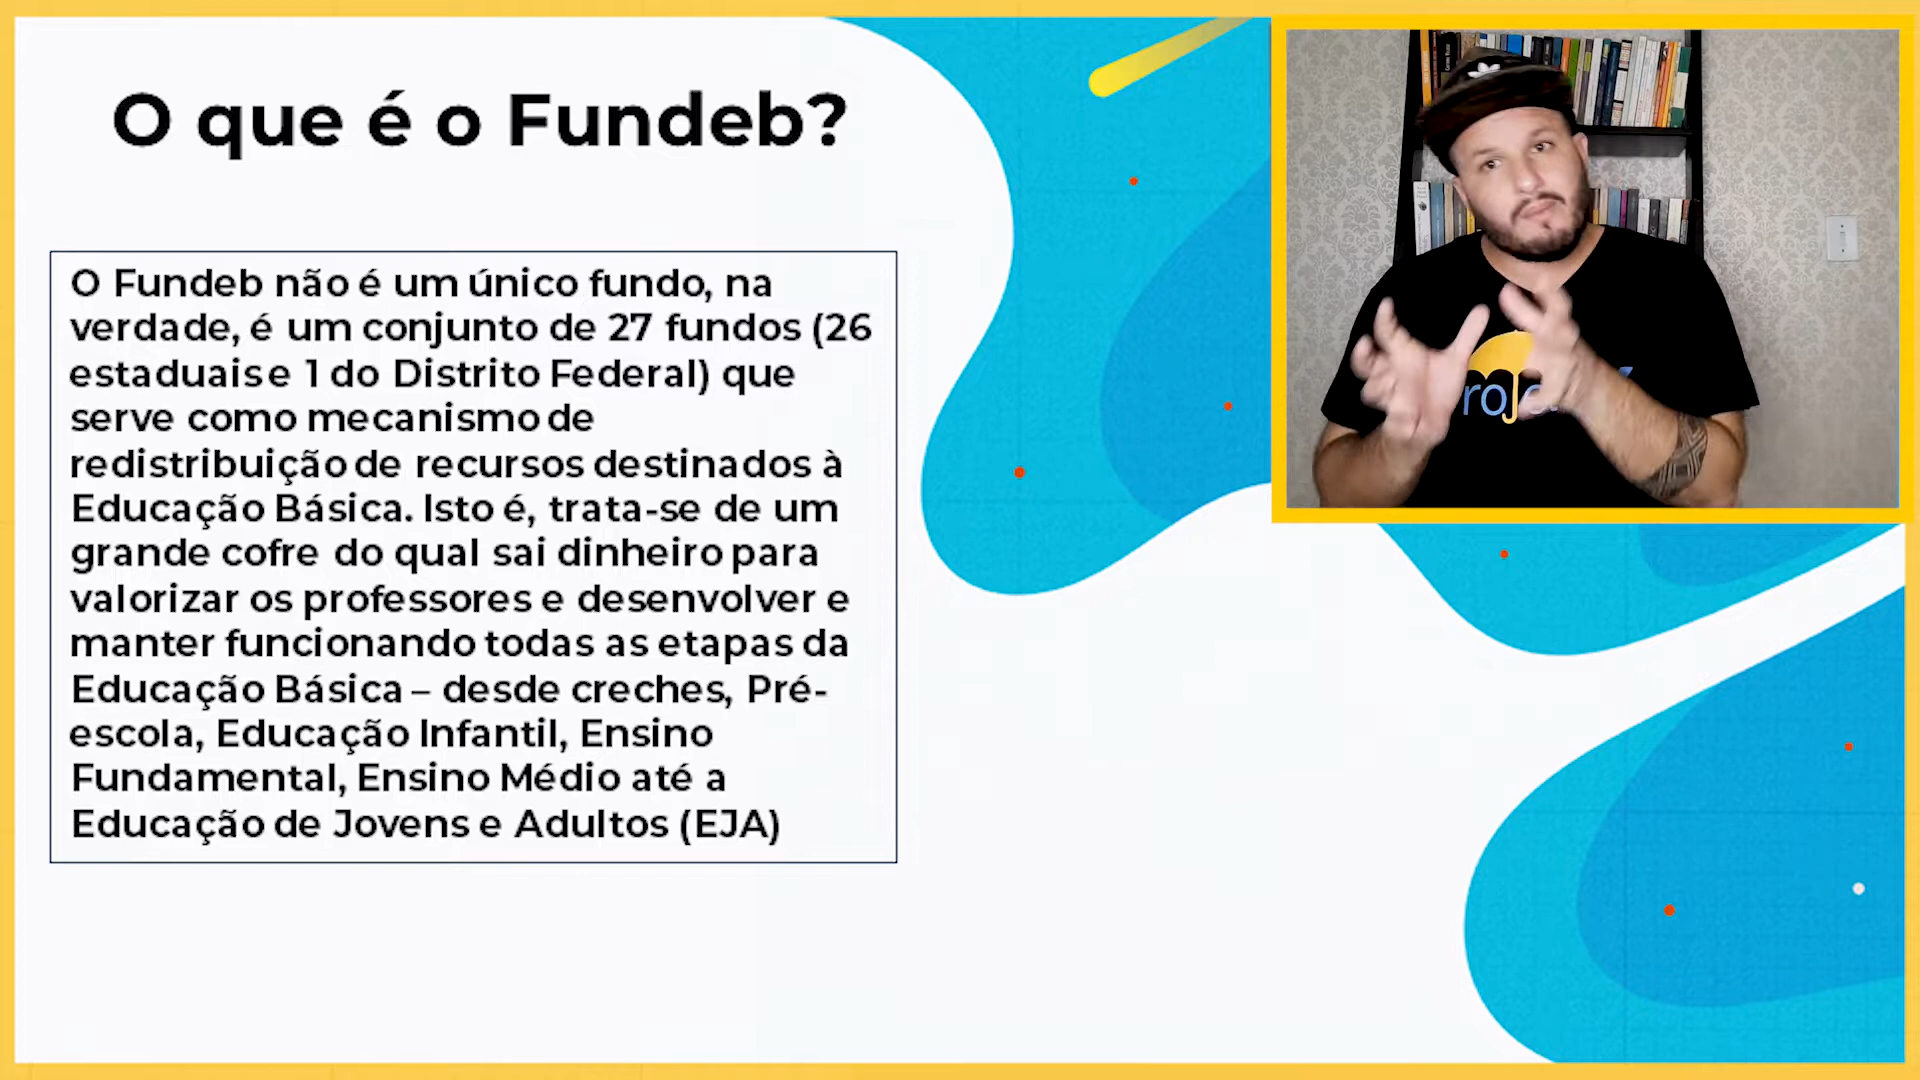 O que é o Fundeb?
O Fundeb não é um único fundo, na
verdade, é um conjunto de 27 fundos (26
estaduais e 1 do Distrito Federal) que
serve como mecanismo de
redistribuição de recursos destinados à
Educação Básica. Isto é, trata-se de um
grande cofre do qual sai dinheiro para
valorizar os professores e desenvolver e
manter funcionando todas as etapas da
Educação Básica – desde creches, Pré-
escola, Educação Infantil, Ensino
Fundamental, Ensino Médio até a
Educação de Jovens e Adultos (EJA)